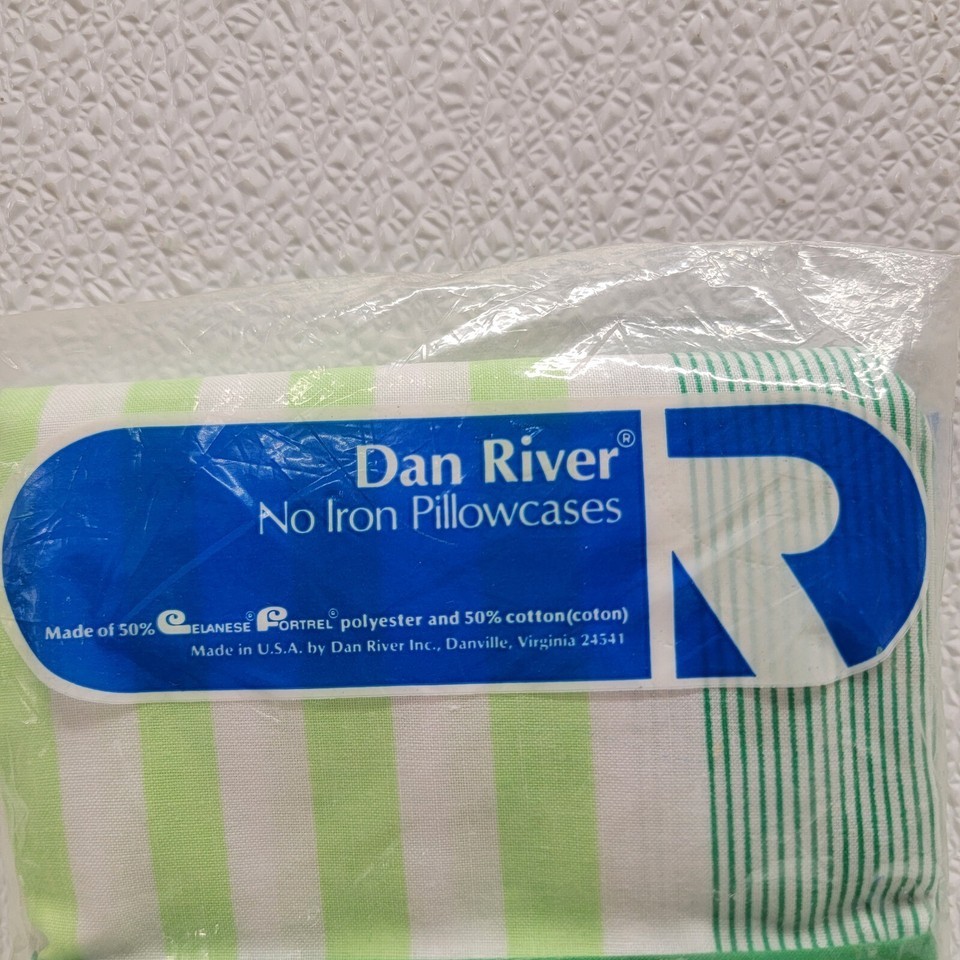 Dan River®
No Iron Pillowcases
Made of 50% CELANESE® FORTREL® polyester and 50% cotton(coton)
Made in U.S.A. by Dan River Inc., Danville, Virginia 24541
R